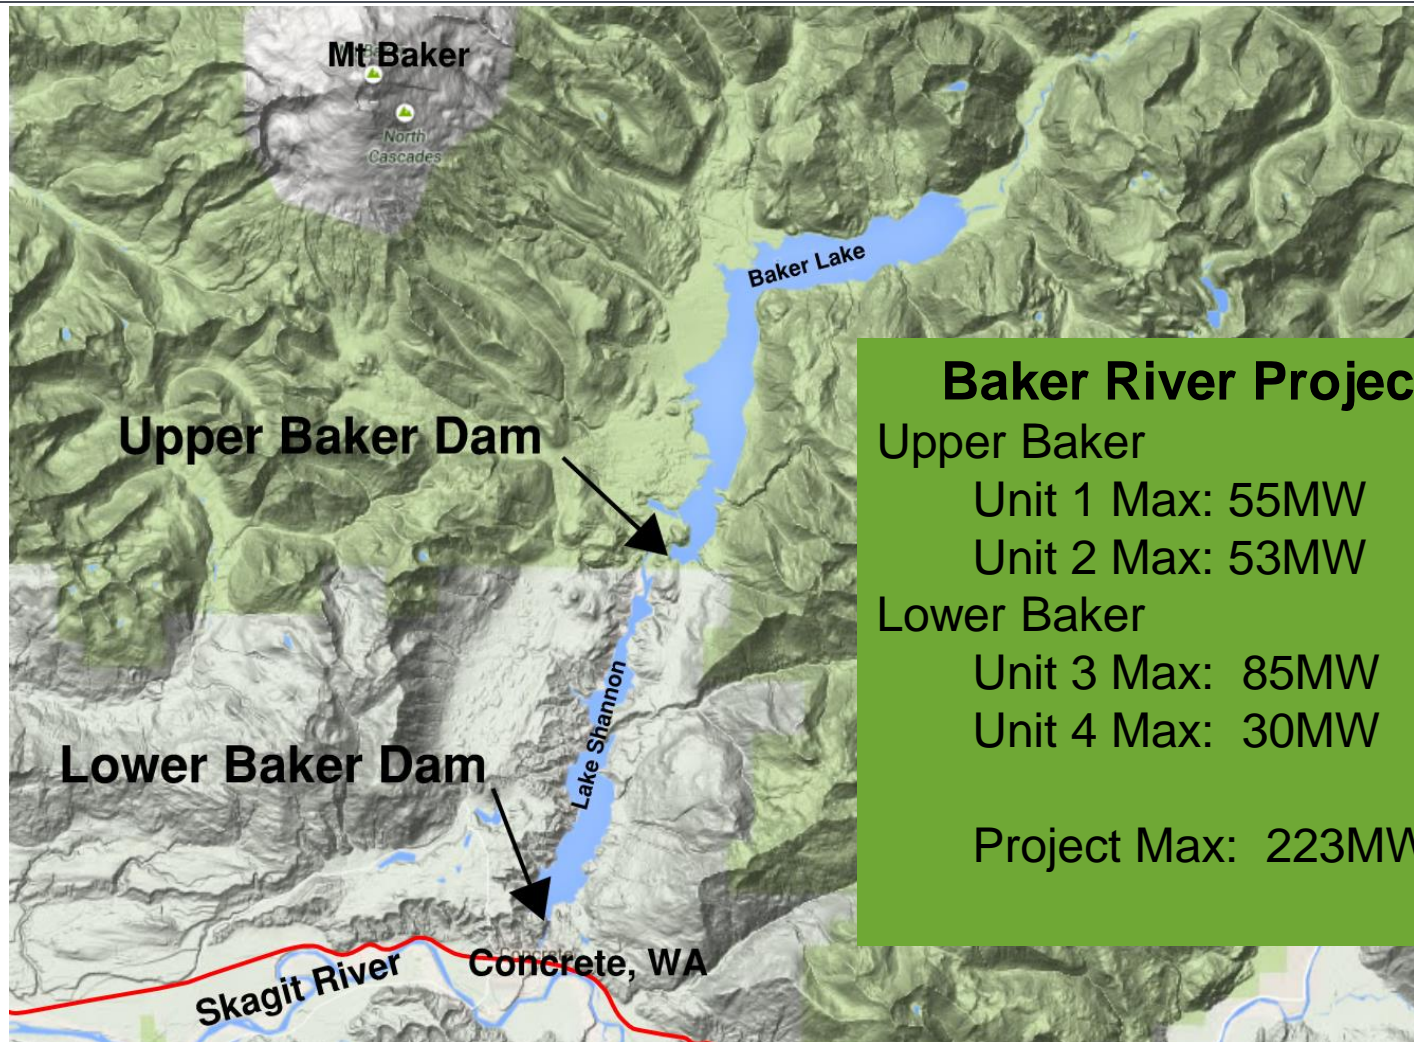 Mt Baker
North
Cascades
Baker Lake
Upper Baker Dam
Baker River Projec
Upper Baker
Unit 1 Max: 55MW
Unit 2 Max: 53MW
Lower Baker
Unit 3 Max: 85MW
Unit 4 Max: 30MW
Project Max: 223MW
Lake Shannon
Lower Baker Dam
Concrete, WA
Skagit River